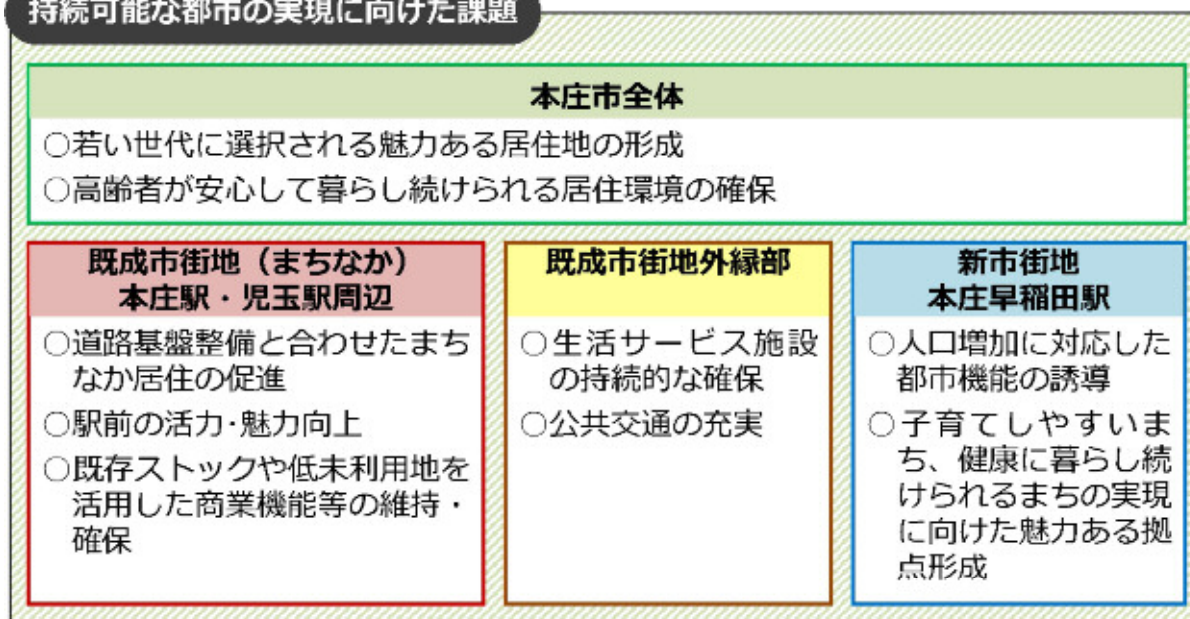 持続可能な都市の実現に向けた課題
本庄市全体
○若い世代に選択される魅力ある居住地の形成
○高齢者が安心して暮らし続けられる居住環境の確保
既成市街地（まちなか）
本庄駅・児玉駅周辺
○道路基盤整備と合わせたまち
なか居住の促進
○駅前の活力･魅力向上
○既存ストックや低未利用地を
活用した商業機能等の維持・
確保
既成市街地外縁部
○生活サービス施設
の持続的な確保
○公共交通の充実
新市街地
本庄早稲田駅
○人口増加に対応した
都市機能の誘導
○子育てしやすいま
ち、健康に暮らし続
けられるまちの実現
に向けた魅力ある拠
点形成